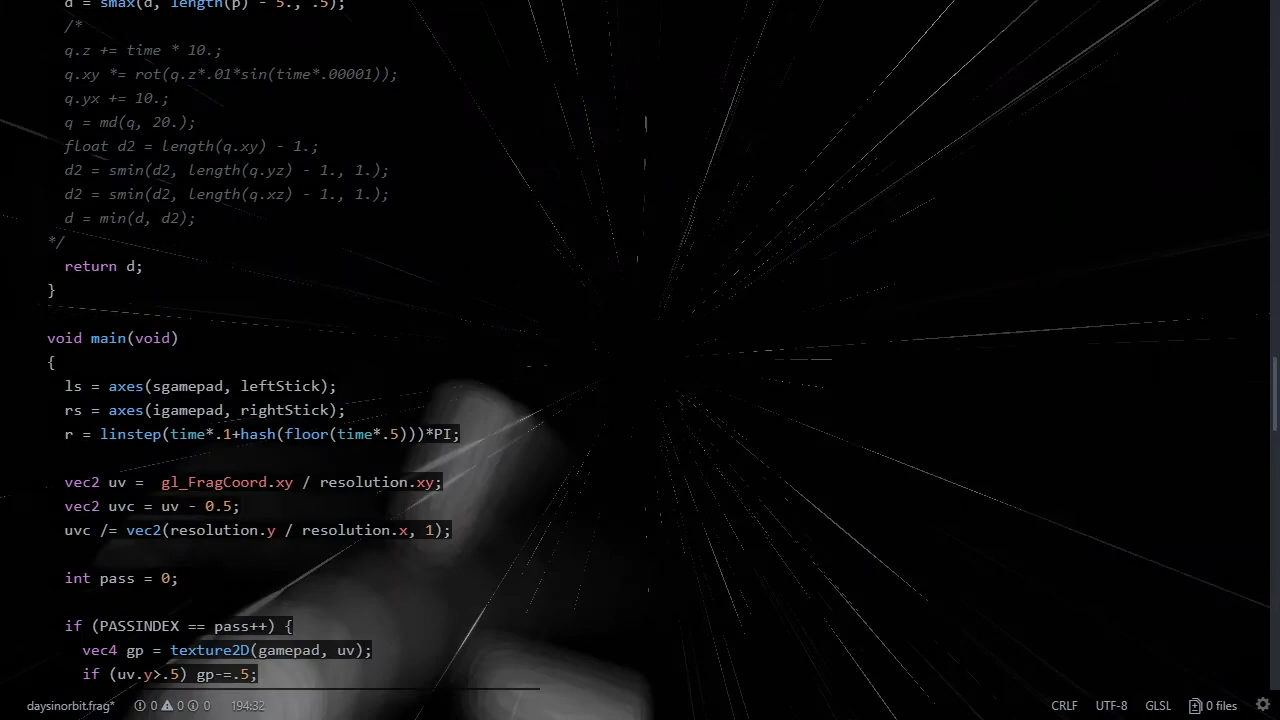 d = smax(d, length(p) - 5., .5);
/*
q.z += time * 10.;
q.xy *= rot(q.z*.01*sin(time*.00001));
q.yx += 10.;
q = md(q, 20.);
float d2 = length(q.xy) - 1.;
d2 = smin(d2, length(q.yz) - 1., 1.);
d2 = smin(d2, length(q.xz) - 1., 1.);
d = min(d, d2);
*/
return d;
}
void main(void)
{
ls = axes(sgamepad, leftStick);
rs = axes(igamepad, rightStick);
r = linstep(time*.1+hash(floor(time*.5)))*PI;
vec2 uv =  gl_FragCoord.xy / resolution.xy;
vec2 uvc = uv - 0.5;
uvc /= vec2(resolution.y / resolution.x, 1);
int pass = 0;
if (PASSINDEX == pass++) {
vec4 gp = texture2D(gamepad, uv);
if (uv.y>.5) gp-=.5;
daysinorbit.frag* 0 0 0 194:32 CRLF UTF-8 GLSL 0 files